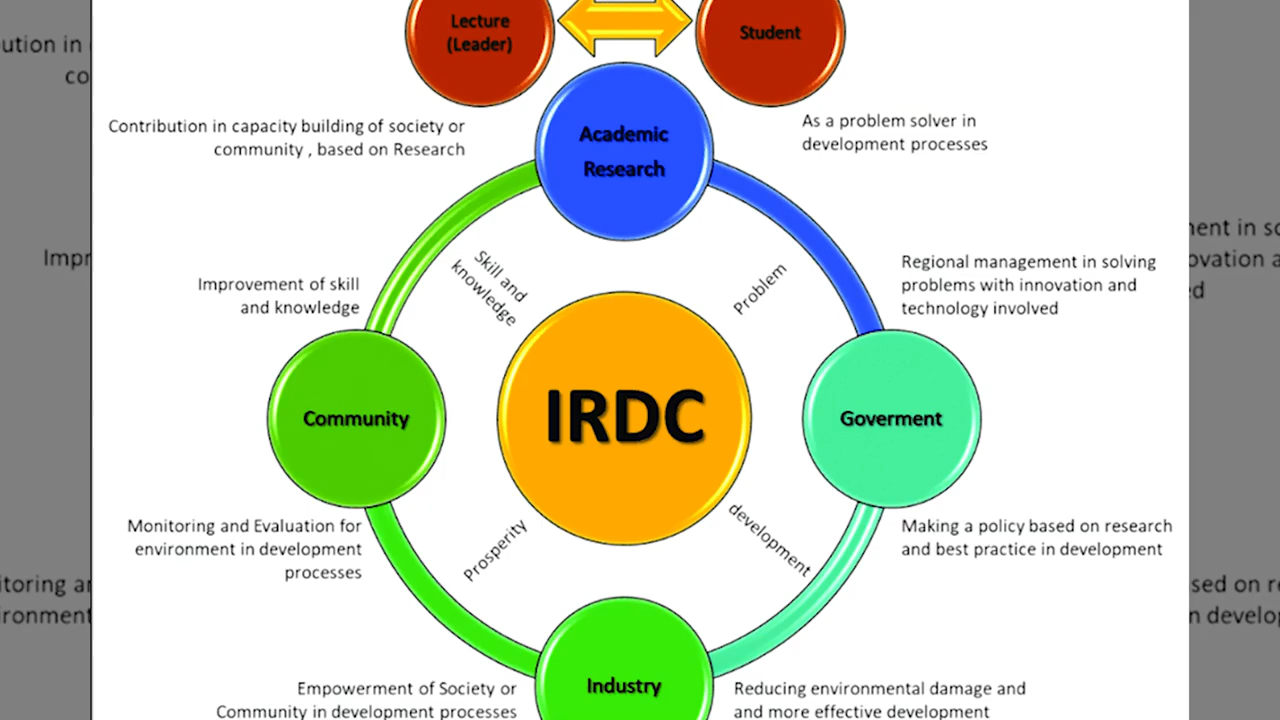 Lecture
(Leader)
Student
Academic
Research
Contribution in capacity building of society or
community , based on Research
As a problem solver in
development processes
Skill and
knowledge
Problem
Improvement of skill
and knowledge
Regional management in solving
problems with innovation and
technology involved
Community
IRDC
Goverment
Monitoring and Evaluation for
environment in development
processes
Prosperity
development
Making a policy based on research
and best practice in development
Industry
Empowerment of Society or
Community in development processes
Reducing environmental damage and
and more effective development